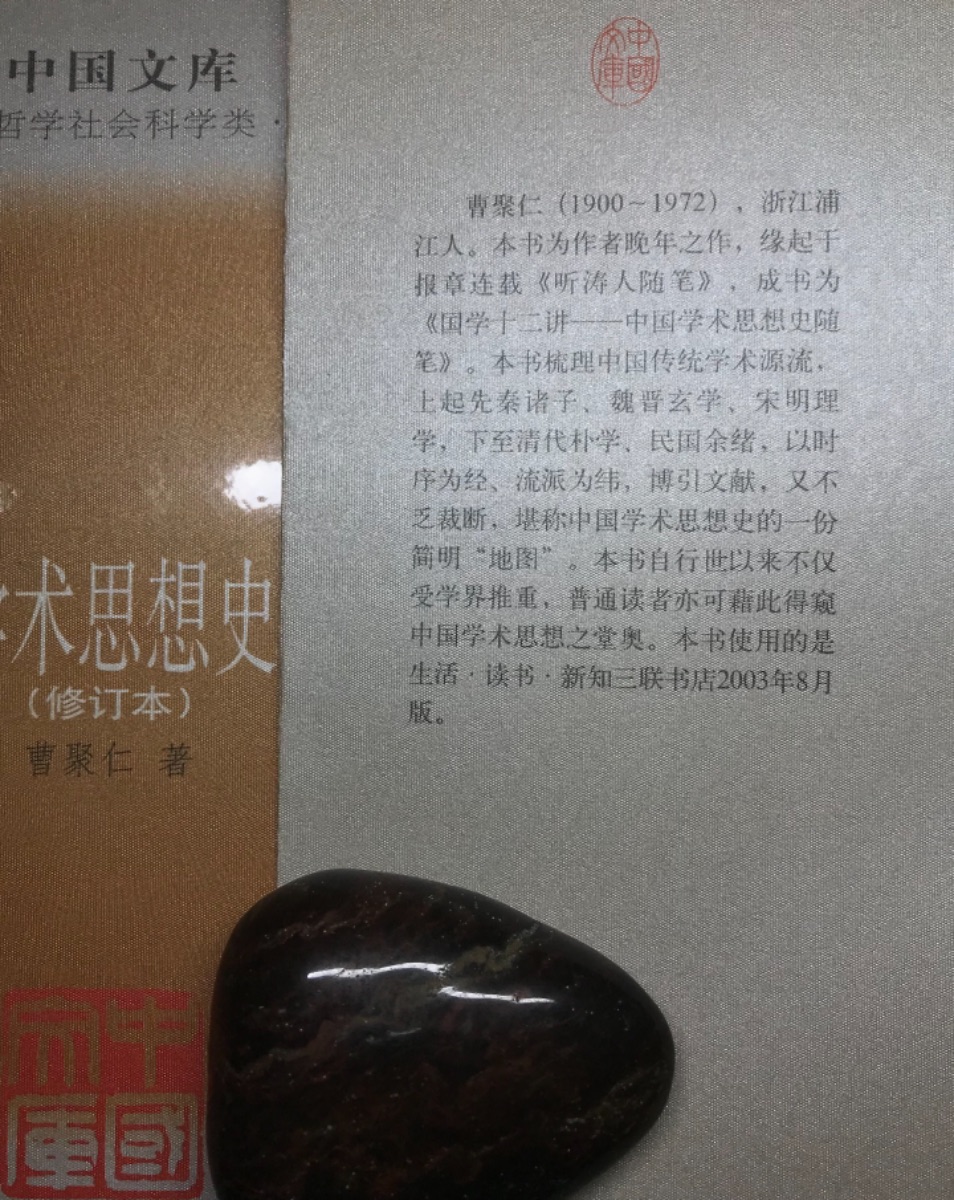 中国文库
哲学社会科学类·
学术思想史
（修订本）
曹聚仁 著
中國文庫
中國文庫
曹聚仁（1900～1972），浙江浦
江人。本书为作者晚年之作，缘起于
报章连载《听涛人随笔》，成书为
《国学十二讲——中国学术思想史随
笔》。本书梳理中国传统学术源流，
上起先秦诸子、魏晋玄学、宋明理
学，下至清代朴学、民国余绪，以时
序为经、流派为纬，博引文献，又不
乏裁断，堪称中国学术思想史的一份
简明“地图”。本书自行世以来不仅
受学界推重，普通读者亦可藉此得窥
中国学术思想之堂奥。本书使用的是
生活·读书·新知三联书店2003年8月
版。